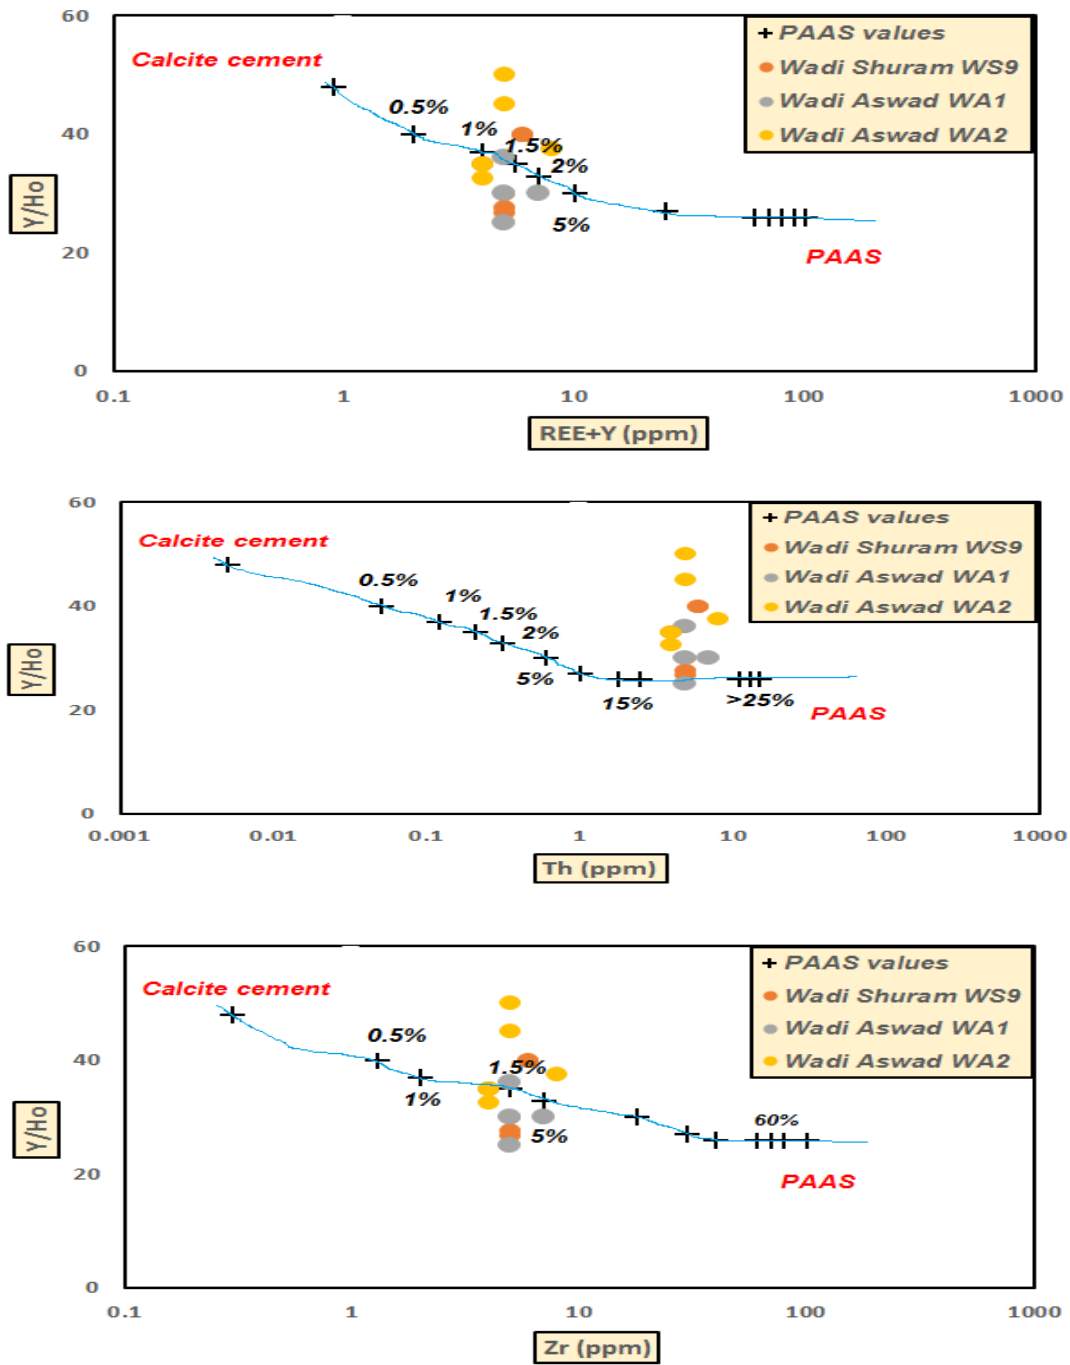 60
PAAS values
Calcite cement
Wadi Shuram WS9
0.5%
Wadi Aswad WA1
40
1%
1.5%
Wadi Aswad WA2
2%
Y/Ho
5%
20
PAAS
0
0.1
1
10
100
1000
REE+Y (ppm)
60
PAAS values
Calcite cement
Wadi Shuram WS9
0.5%
Wadi Aswad WA1
40
1%
1.5%
Wadi Aswad WA2
2%
Y/Ho
5%
15%
>25%
20
PAAS
0
0.001
0.01
0.1
1
10
100
1000
Th (ppm)
60
PAAS values
Calcite cement
Wadi Shuram WS9
0.5%
Wadi Aswad WA1
40
1.5%
Wadi Aswad WA2
1%
Y/Ho
5%
60%
20
PAAS
0
0.1
1
10
100
1000
Zr (ppm)